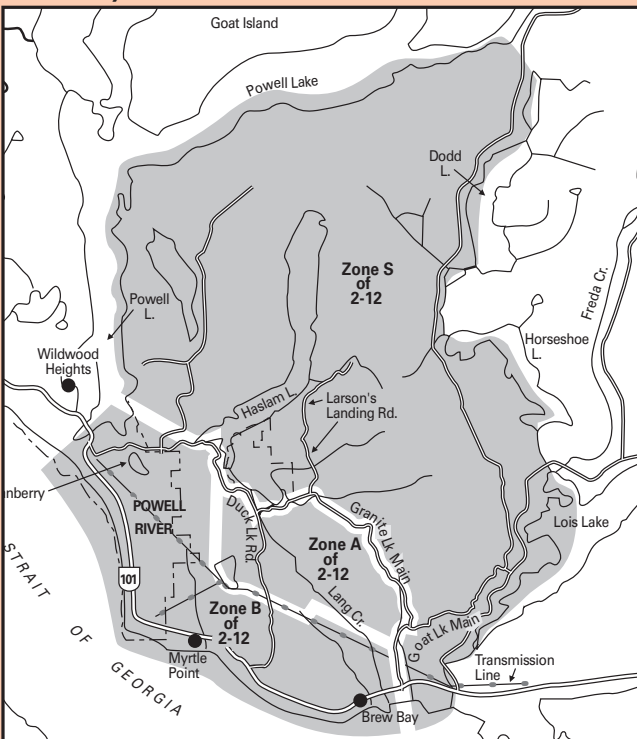 Goat Island
Powell Lake
Dodd
L.
Zone S
of
2-12
Freda Cr.
Powell
L.
Horseshoe
L.
Wildwood
Heights
Haslam L.
Larson's
Landing Rd.
anberry
POWELL
RIVER
Duck Lk Rd.
Granite Lk Main
Lois Lake
Zone A
of
2-12
101
Zone B
of
2-12
Lang Cr.
Goat Lk Main
STRAIT OF GEORGIA
Myrtle
Point
Transmission
Line
Brew Bay